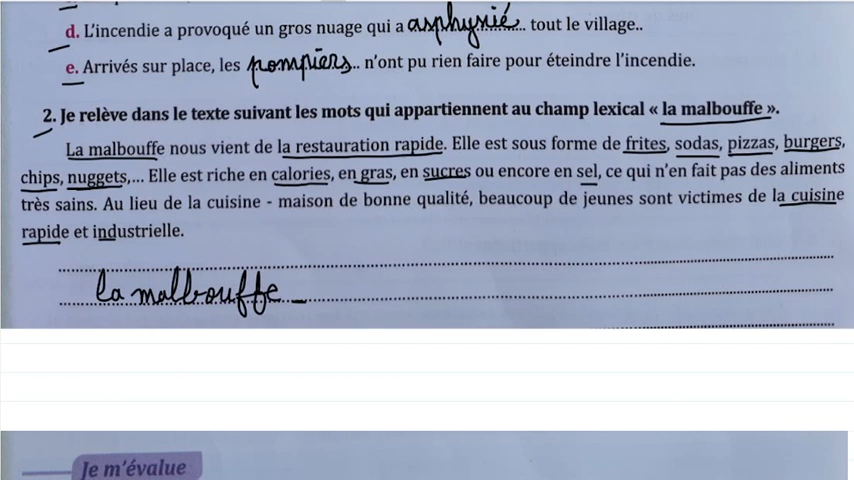 d. L'incendie a provoqué un gros nuage qui a asphyxié tout le village..
e. Arrivés sur place, les pompiers.. n'ont pu rien faire pour éteindre l'incendie.
2. Je relève dans le texte suivant les mots qui appartiennent au champ lexical « la malbouffe ».
La malbouffe nous vient de la restauration rapide. Elle est sous forme de frites, sodas, pizzas, burgers,
chips, nuggets,... Elle est riche en calories, en gras, en sucres ou encore en sel, ce qui n'en fait pas des aliments
très sains. Au lieu de la cuisine - maison de bonne qualité, beaucoup de jeunes sont victimes de la cuisine
rapide et industrielle.
la malbouffe
Je m'évalue